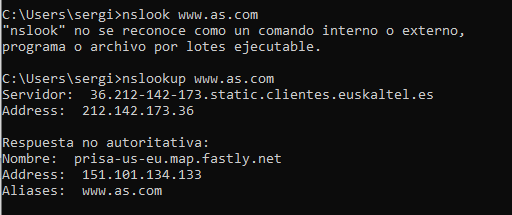 C:\Users\sergi>nslook www.as.com
"nslook" no se reconoce como un comando interno o externo,
programa o archivo por lotes ejecutable.
C:\Users\sergi>nslookup www.as.com
Servidor:  36.212-142-173.static.clientes.euskaltel.es
Address:  212.142.173.36
Respuesta no autoritativa:
Nombre:  prisa-us-eu.map.fastly.net
Address:  151.101.134.133
Aliases:  www.as.com